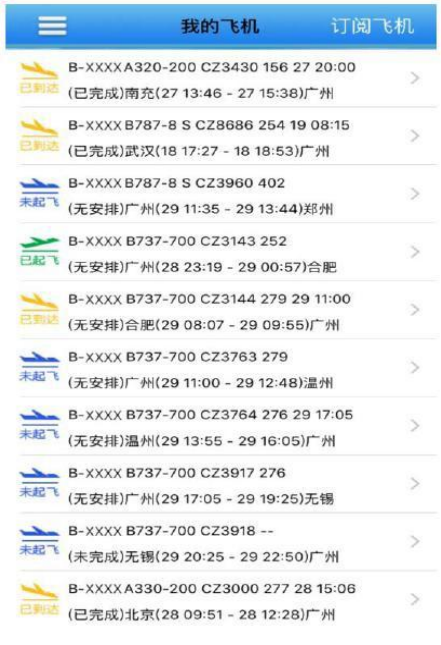 我的飞机
订阅飞机
B-XXXX A320-200 CZ3430 156 27 20:00
已到达
(已完成)南充(27 13:46 - 27 15:38)广州
B-XXXX B787-8 S CZ8686 254 19 08:15
已到达
(已完成)武汉(18 17:27 - 18 18:53)广州
B-XXXX B787-8 S CZ3960 402
未起飞
(无安排)广州(29 11:35 - 29 13:44)郑州
B-XXXX B737-700 CZ3143 252
已起飞
(无安排)广州(28 23:19 - 29 00:57)合肥
B-XXXX B737-700 CZ3144 279 29 11:00
已到达
(无安排)合肥(29 08:07 - 29 09:55)广州
B-XXXX B737-700 CZ3763 279
未起飞
(无安排)广州(29 11:00 - 29 12:48)温州
B-XXXX B737-700 CZ3764 276 29 17:05
未起飞
(无安排)温州(29 13:55 - 29 16:05)广州
B-XXXX B737-700 CZ3917 276
未起飞
(无安排)广州(29 17:05 - 29 19:25)无锡
B-XXXX B737-700 CZ3918 --
未起飞
(未完成)无锡(29 20:25 - 29 22:50)广州
B-XXXX A330-200 CZ3000 277 28 15:06
已到达
(已完成)北京(28 09:51 - 28 12:28)广州